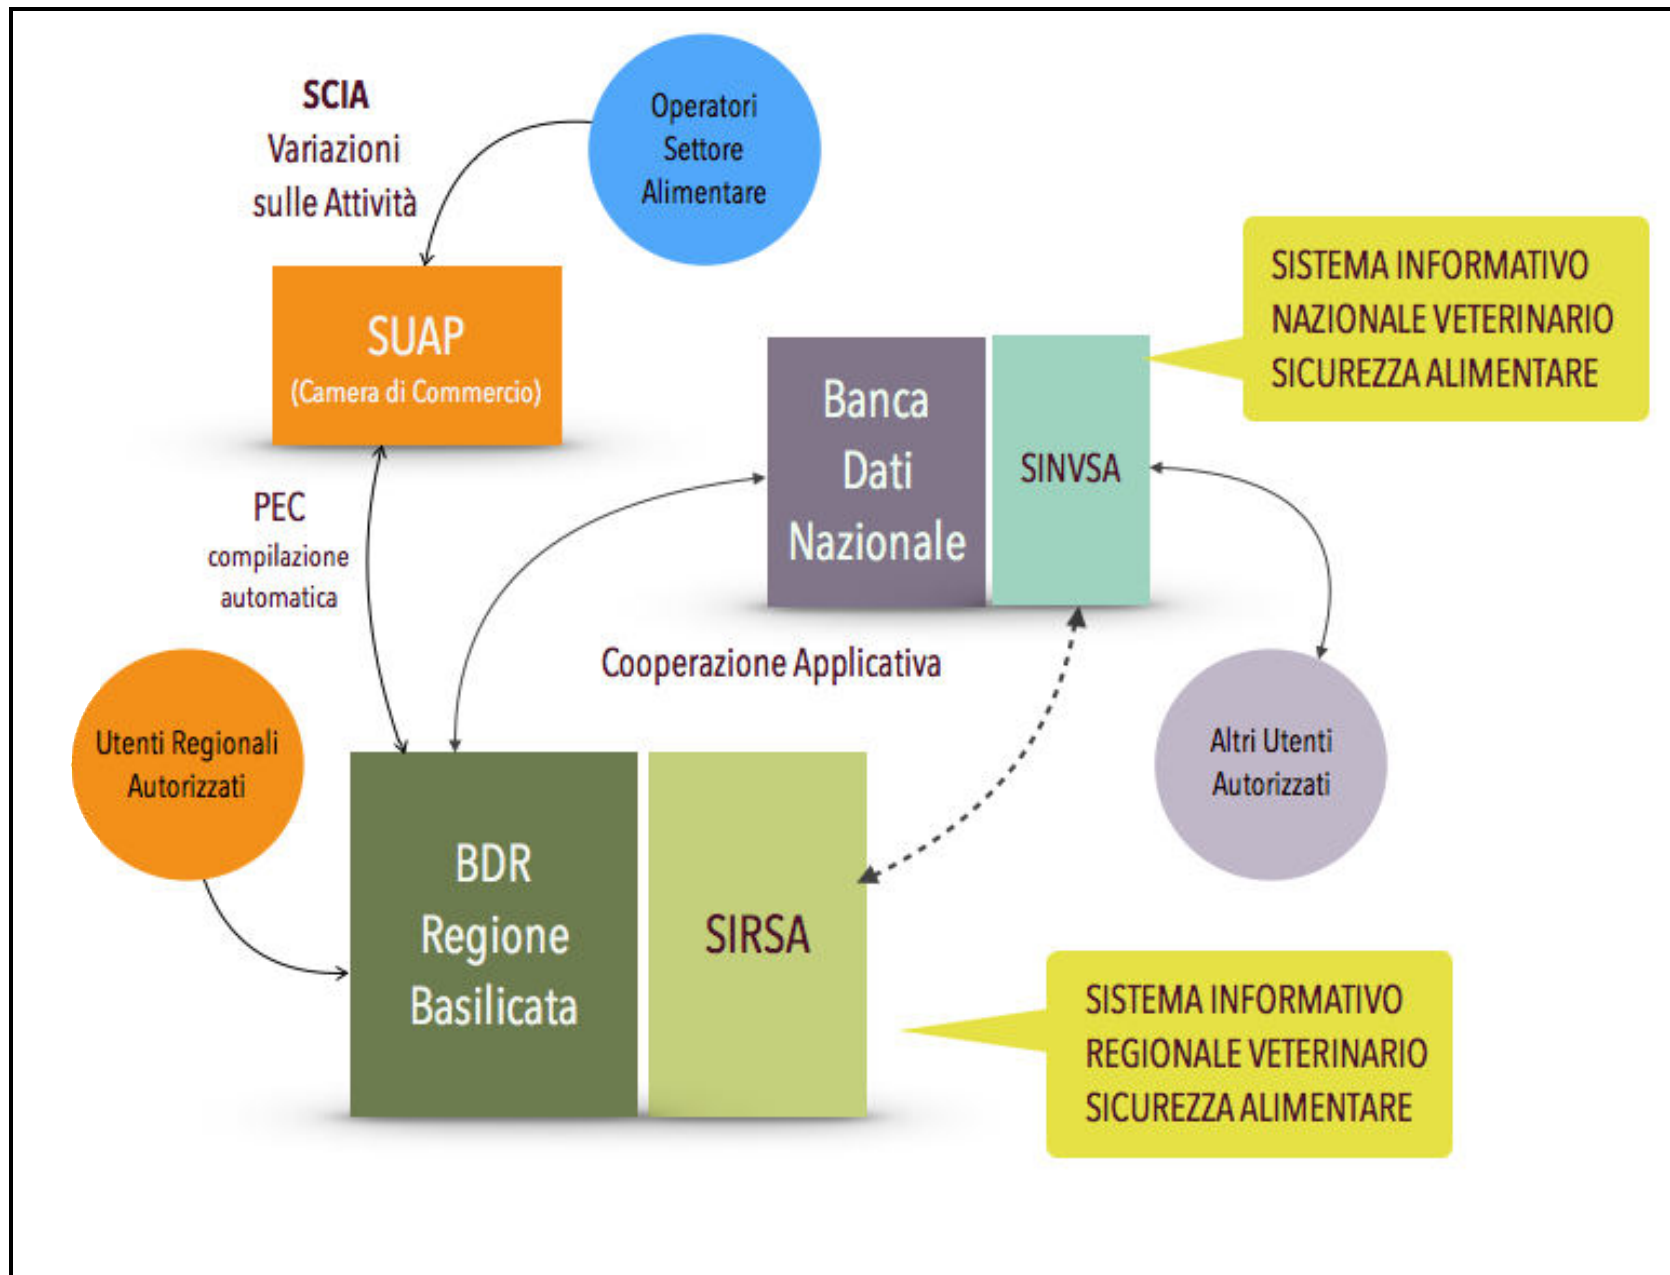 SCIA
Variazioni
sulle Attività
Operatori
Settore
Alimentare
SUAP
(Camera di Commercio)
SISTEMA INFORMATIVO
NAZIONALE VETERINARIO
SICUREZZA ALIMENTARE
Banca
Dati
Nazionale
SINVSA
PEC
compilazione
automatica
Cooperazione Applicativa
Utenti Regionali
Autorizzati
Altri Utenti
Autorizzati
BDR
Regione
Basilicata
SIRSA
SISTEMA INFORMATIVO
REGIONALE VETERINARIO
SICUREZZA ALIMENTARE